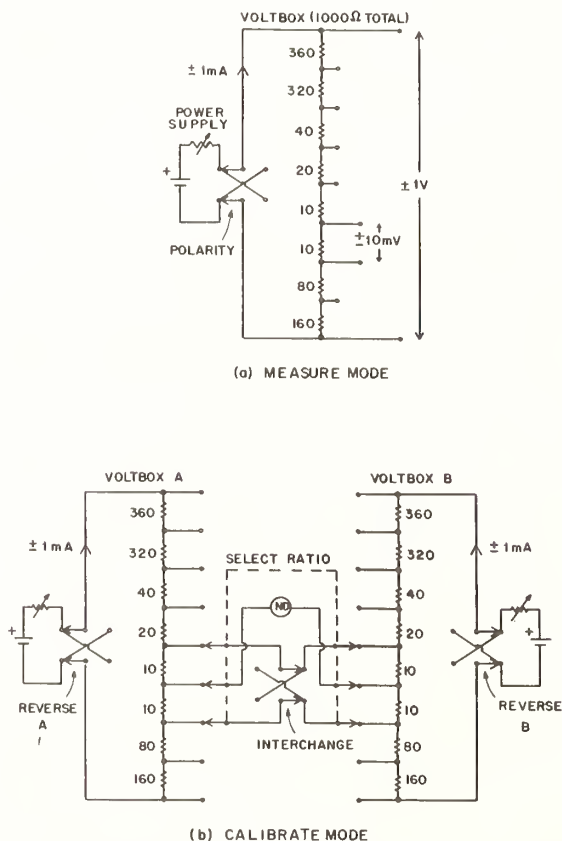 VOLTBOX (1000Ω TOTAL)
360
± 1mA
320
POWER
SUPPLY
40
20
+
± 1V
10
POLARITY
10
± 10mV
80
160
(a) MEASURE MODE
VOLTBOX A
VOLTBOX B
360
360
± 1mA
± 1mA
320
SELECT RATIO
320
40
ND
40
20
20
+
+
10
10
REVERSE
A
10
INTERCHANGE
10
REVERSE
B
80
80
160
160
(b) CALIBRATE MODE